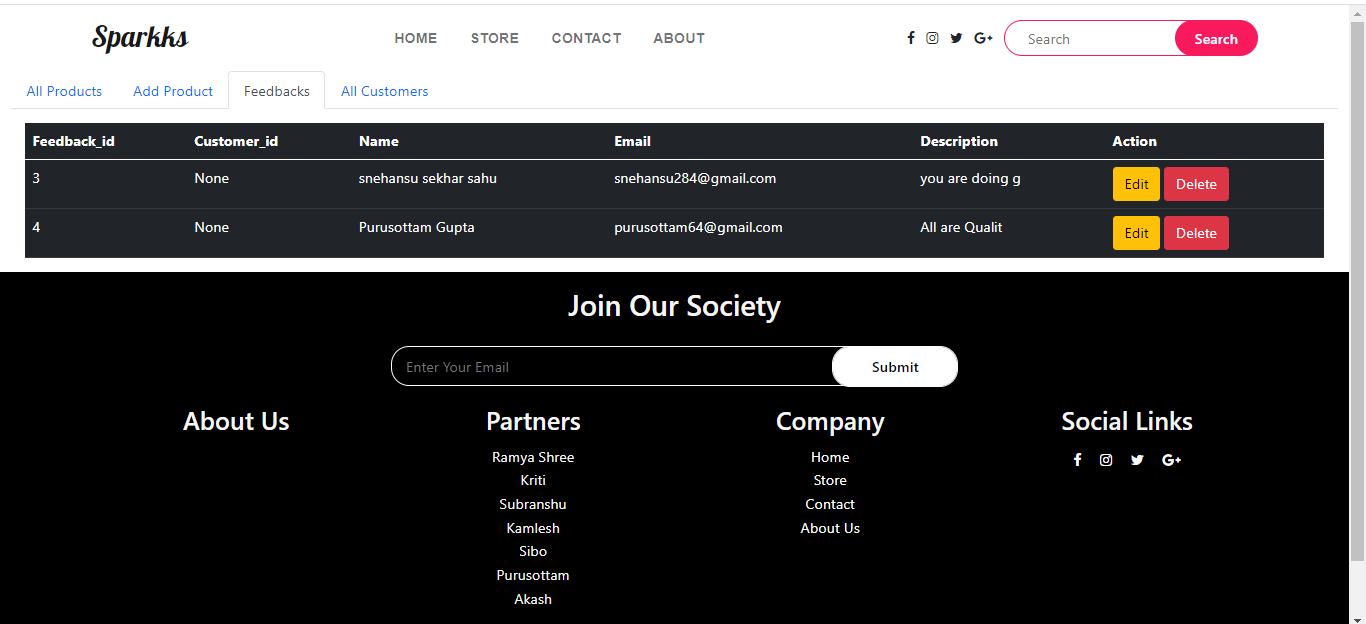 Sparkks HOME STORE CONTACT ABOUT Search Search
All Products Add Product Feedbacks All Customers
Feedback_id Customer_id Name Email Description Action
3 None snehansu sekhar sahu snehansu284@gmail.com you are doing g Edit Delete
4 None Purusottam Gupta purusottam64@gmail.com All are Qualit Edit Delete
Join Our Society
Enter Your Email Submit
About Us Partners Company Social Links
Ramya Shree Home
Kriti Store
Subranshu Contact
Kamlesh About Us
Sibo
Purusottam
Akash